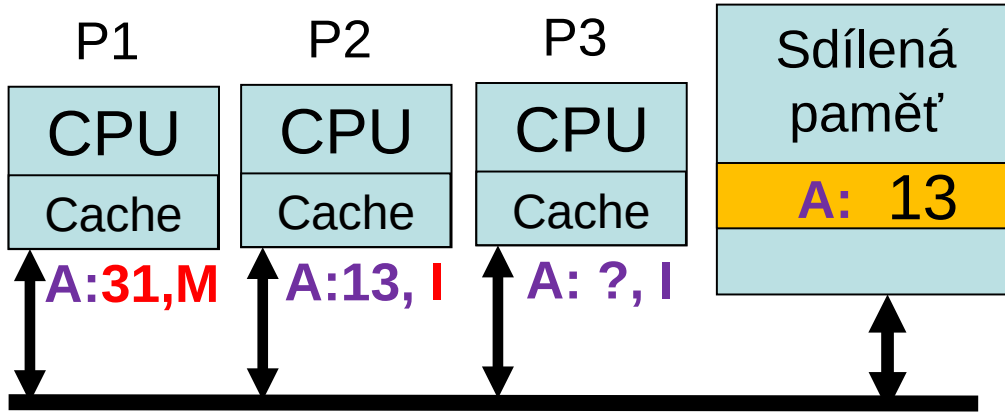 P1
P2
P3
CPU
Cache
A:31,M
CPU
Cache
A:13, I
CPU
Cache
A: ?, I
Sdílená
paměť
A: 13